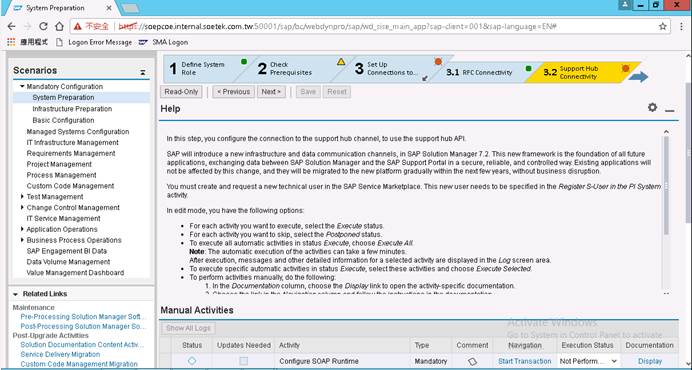 System Preparation
不安全
https://soepcoe.internal.soetek.com.tw:50001/sap/bc/webdynpro/sap/wd_sise_main_app?sap-client=001&sap-language=EN#
應用程式
Logon Error Message
SMA Logon
Scenarios
Mandatory Configuration
System Preparation
Infrastructure Preparation
Basic Configuration
Managed Systems Configuration
IT Infrastructure Management
Requirements Management
Project Management
Process Management
Custom Code Management
Test Management
Change Control Management
IT Service Management
Application Operations
Business Process Operations
SAP Engagement BI Data
Data Volume Management
Value Management Dashboard
Related Links
Maintenance
Pre-Processing Solution Manager Soft...
Post-Processing Solution Manager So...
Post-Upgrade Activities
Solution Documentation Content Activ...
Service Delivery Migration
Custom Code Management Migration
1 Define System Role
2 Check Prerequisites
3 Set Up Connections to...
3.1 RFC Connectivity
3.2 Support Hub Connectivity
Read-Only
< Previous
Next >
Save
Reset
Help
In this step, you configure the connection to the support hub channel, to use the support hub API.
SAP will introduce a new infrastructure and data communication channels, in SAP Solution Manager 7.2. This new framework is the foundation of all future
applications, exchanging data between SAP Solution Manager and the SAP Support Portal in a secure, reliable, and controlled way. Existing applications will
not be affected by this change, and they will be migrated to the new platform gradually within the next few years, without business disruption.
You must create and request a new technical user in the SAP Service Marketplace. This new user needs to be specified in the Register S-User in the PI System
activity.
In edit mode, you have the following options:
• For each activity you want to execute, select the Execute status.
• For each activity you want to skip, select the Postponed status.
• To execute all automatic activities in status Execute, choose Execute All.
Note: The automatic execution of the activities can take a few minutes.
After execution, messages and other detailed information for a selected activity are displayed in the Log screen area.
• To execute specific automatic activities in status Execute, select these activities and choose Execute Selected.
• To perform activities manually, do the following:
1. In the Documentation column, choose the Display link to open the activity-specific documentation.
2. Choose the link in the Navigation column and follow the instructions in the documentation.
Manual Activities
Show All Logs
Activate Windows
Go to System in Control Panel to activate
Status
Updates Needed
Activity
Type
Comment
Navigation
Execution Status
Documentation
Configure SOAP Runtime
Mandatory
Start Transaction
Not Perform...
Display